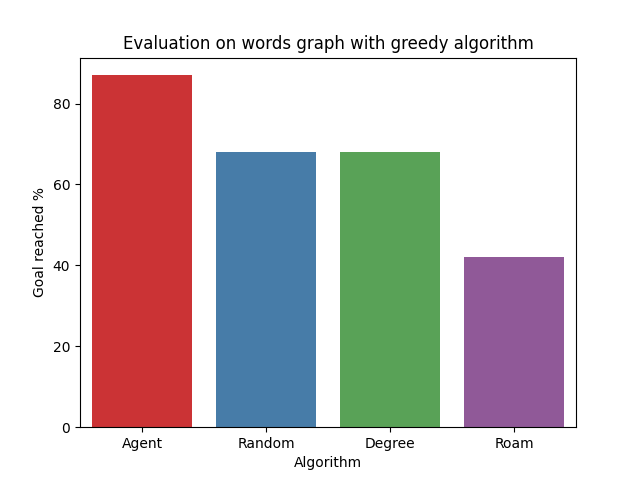 Evaluation on words graph with greedy algorithm
Goal reached %
80
60
40
20
0
Agent
Random
Degree
Roam
Algorithm